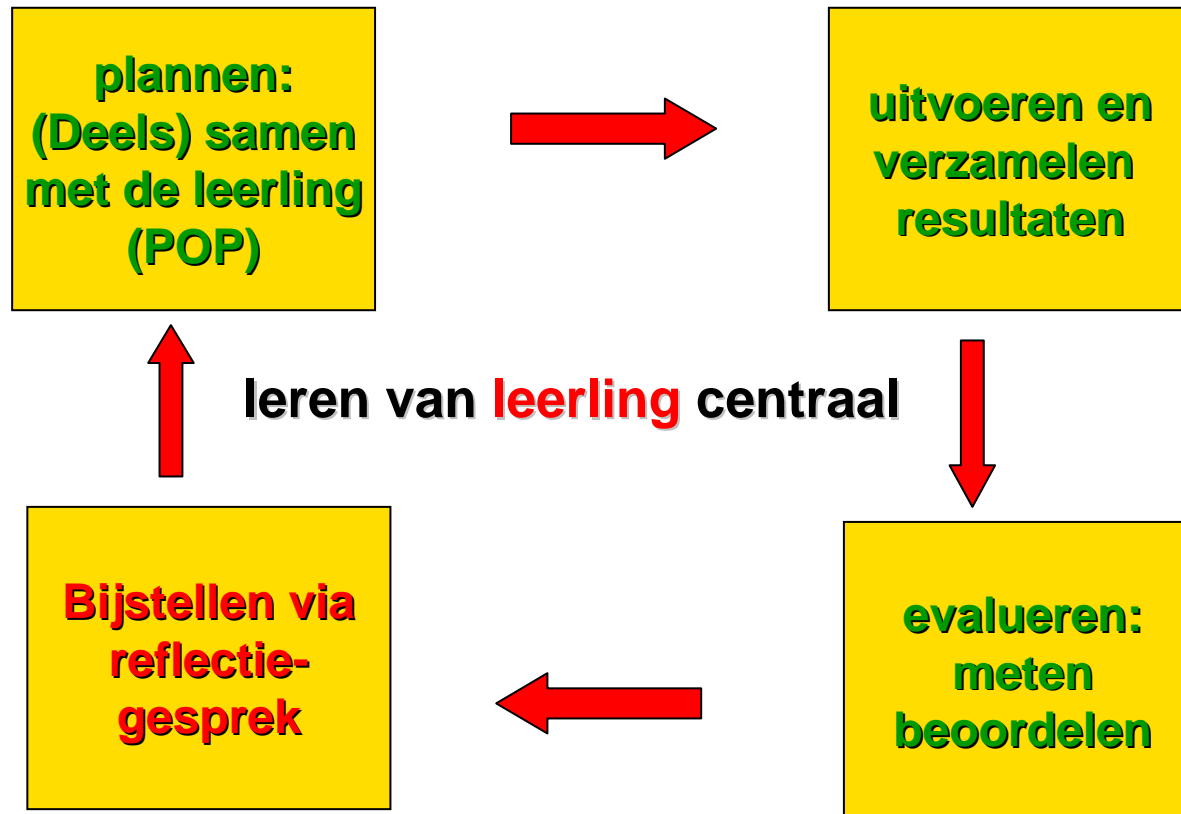 plannen:
(Deels) samen
met de leerling
(POP)
uitvoeren en
verzamelen
resultaten
leren van leerling centraal
Bijstellen via
reflectie-
gesprek
evalueren:
meten
beoordelen